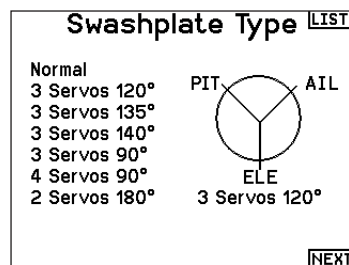 Swashplate Type LIST
Normal
3 Servos 120°
3 Servos 135°
3 Servos 140°
3 Servos 90°
4 Servos 90°
2 Servos 180°
PIT AIL
ELE
3 Servos 120°
NEXT